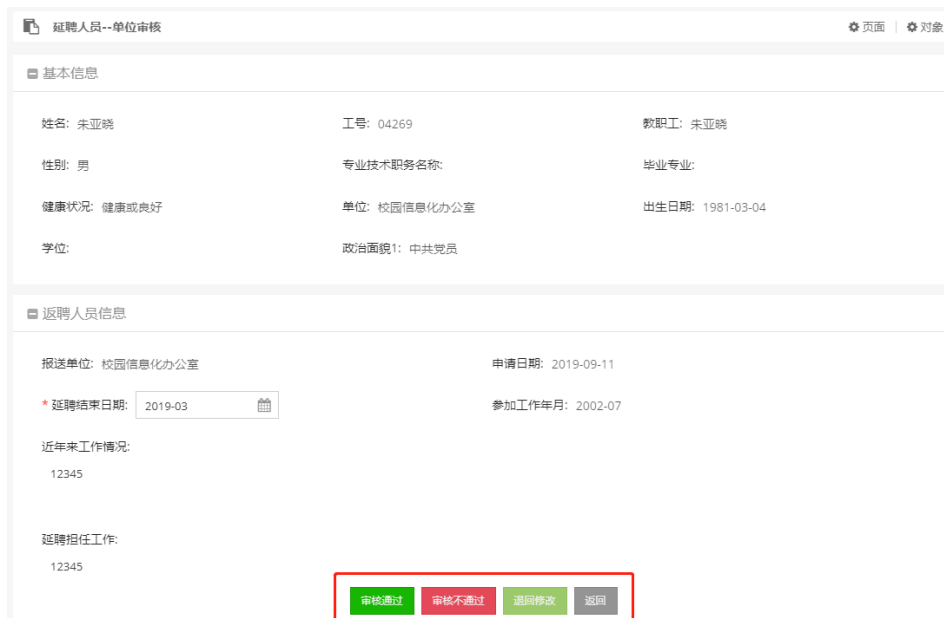 延聘人员--单位审核 页面 对象
基本信息
姓名: 朱亚晓 工号: 04269 教职工: 朱亚晓
性别: 男 专业技术职务名称: 毕业专业:
健康状况: 健康或良好 单位: 校园信息化办公室 出生日期: 1981-03-04
学位: 政治面貌1: 中共党员
返聘人员信息
报送单位: 校园信息化办公室 申请日期: 2019-09-11
* 延聘结束日期: 2019-03 参加工作年月: 2002-07
近年来工作情况:
12345
延聘担任工作:
12345
审核通过 审核不通过 退回修改 返回